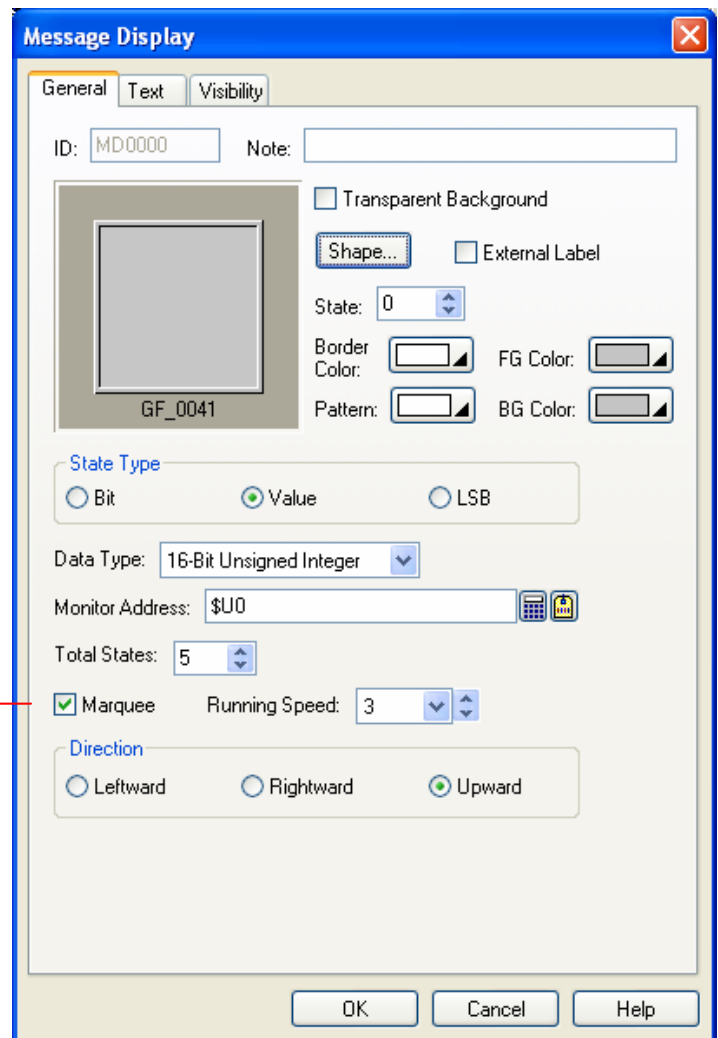 Message Display
General Text Visibility
ID: MD0000 Note:
Transparent Background
Shape... External Label
State: 0
Border Color: FG Color:
GF_0041 Pattern: BG Color:
State Type
Bit Value LSB
Data Type: 16-Bit Unsigned Integer
Monitor Address: $U0
Total States: 5
Marquee Running Speed: 3
Direction
Leftward Rightward Upward
OK Cancel Help